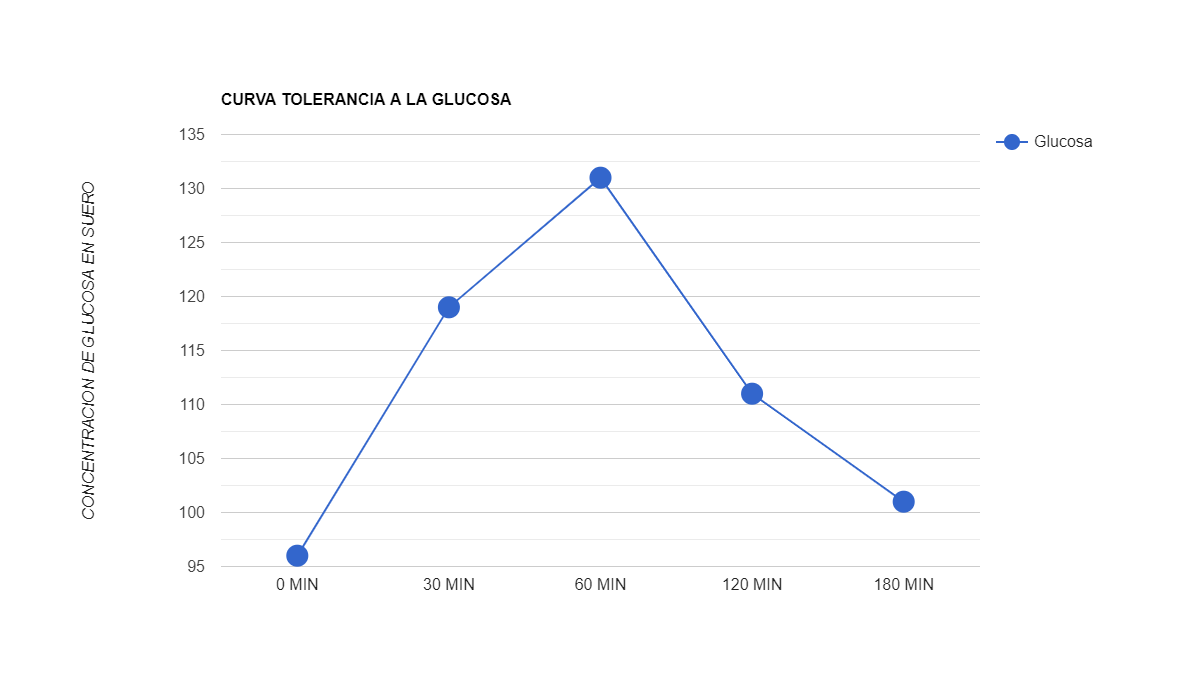 CURVA TOLERANCIA A LA GLUCOSA
Glucosa
CONCENTRACION DE GLUCOSA EN SUERO
135
130
125
120
115
110
105
100
95
0 MIN 30 MIN 60 MIN 120 MIN 180 MIN